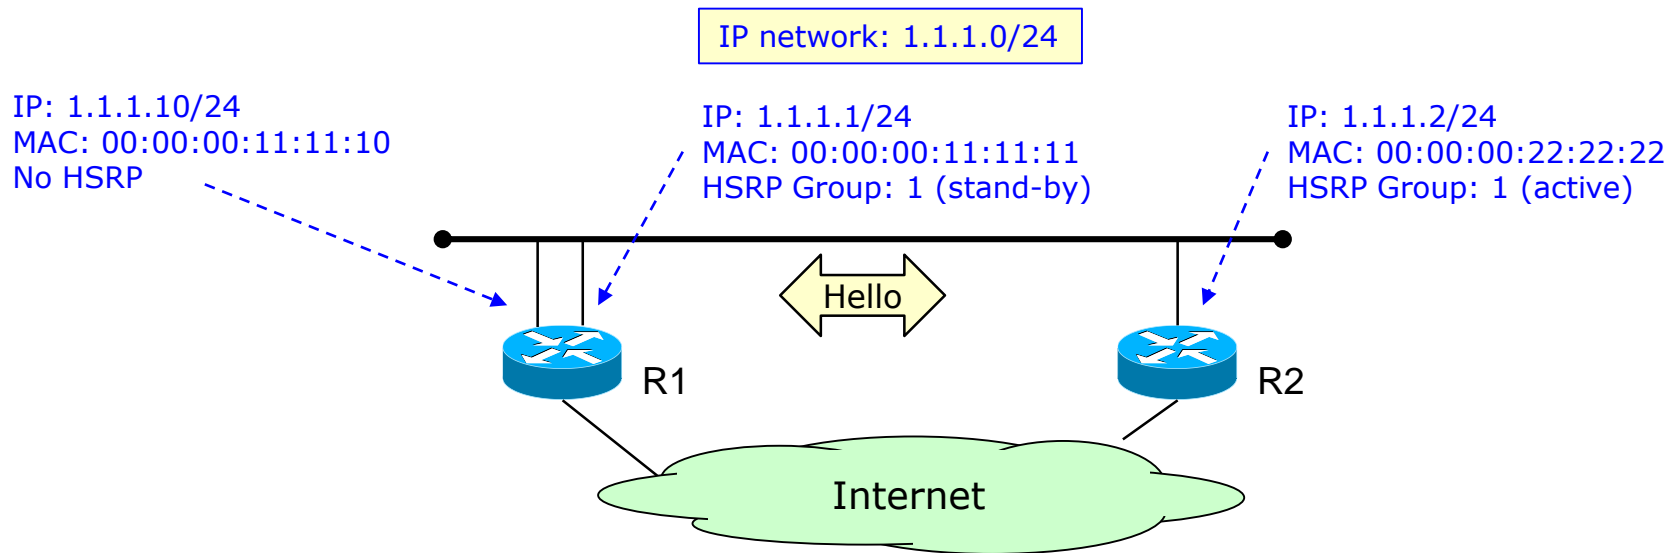 IP network: 1.1.1.0/24
IP: 1.1.1.10/24
MAC: 00:00:00:11:11:10
No HSRP
IP: 1.1.1.1/24
MAC: 00:00:00:11:11:11
HSRP Group: 1 (stand-by)
IP: 1.1.1.2/24
MAC: 00:00:00:22:22:22
HSRP Group: 1 (active)
Hello
R1
R2
Internet